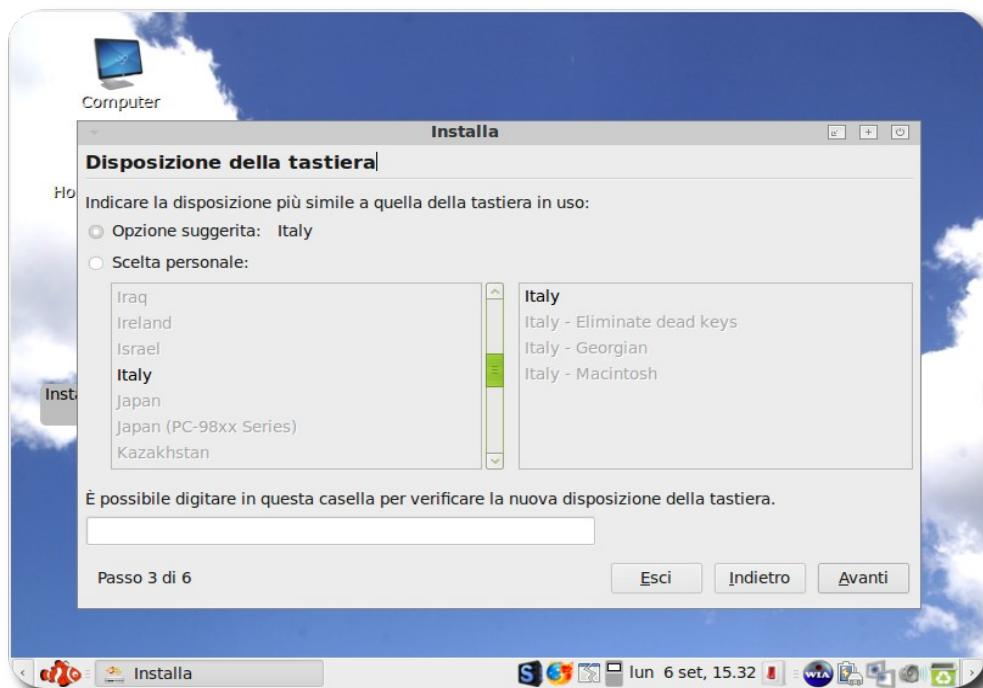 Computer
Installa
Disposizione della tastiera
Ho
Indicare la disposizione più simile a quella della tastiera in uso:
Opzione suggerita: Italy
Scelta personale:
Iraq
Ireland
Israel
Italy
Japan
Japan (PC-98xx Series)
Kazakhstan
Italy
Italy - Eliminate dead keys
Italy - Georgian
Italy - Macintosh
Insta
È possibile digitare in questa casella per verificare la nuova disposizione della tastiera.
Passo 3 di 6
Esci
Indietro
Avanti
Installa
S
lun 6 set, 15.32
WIA